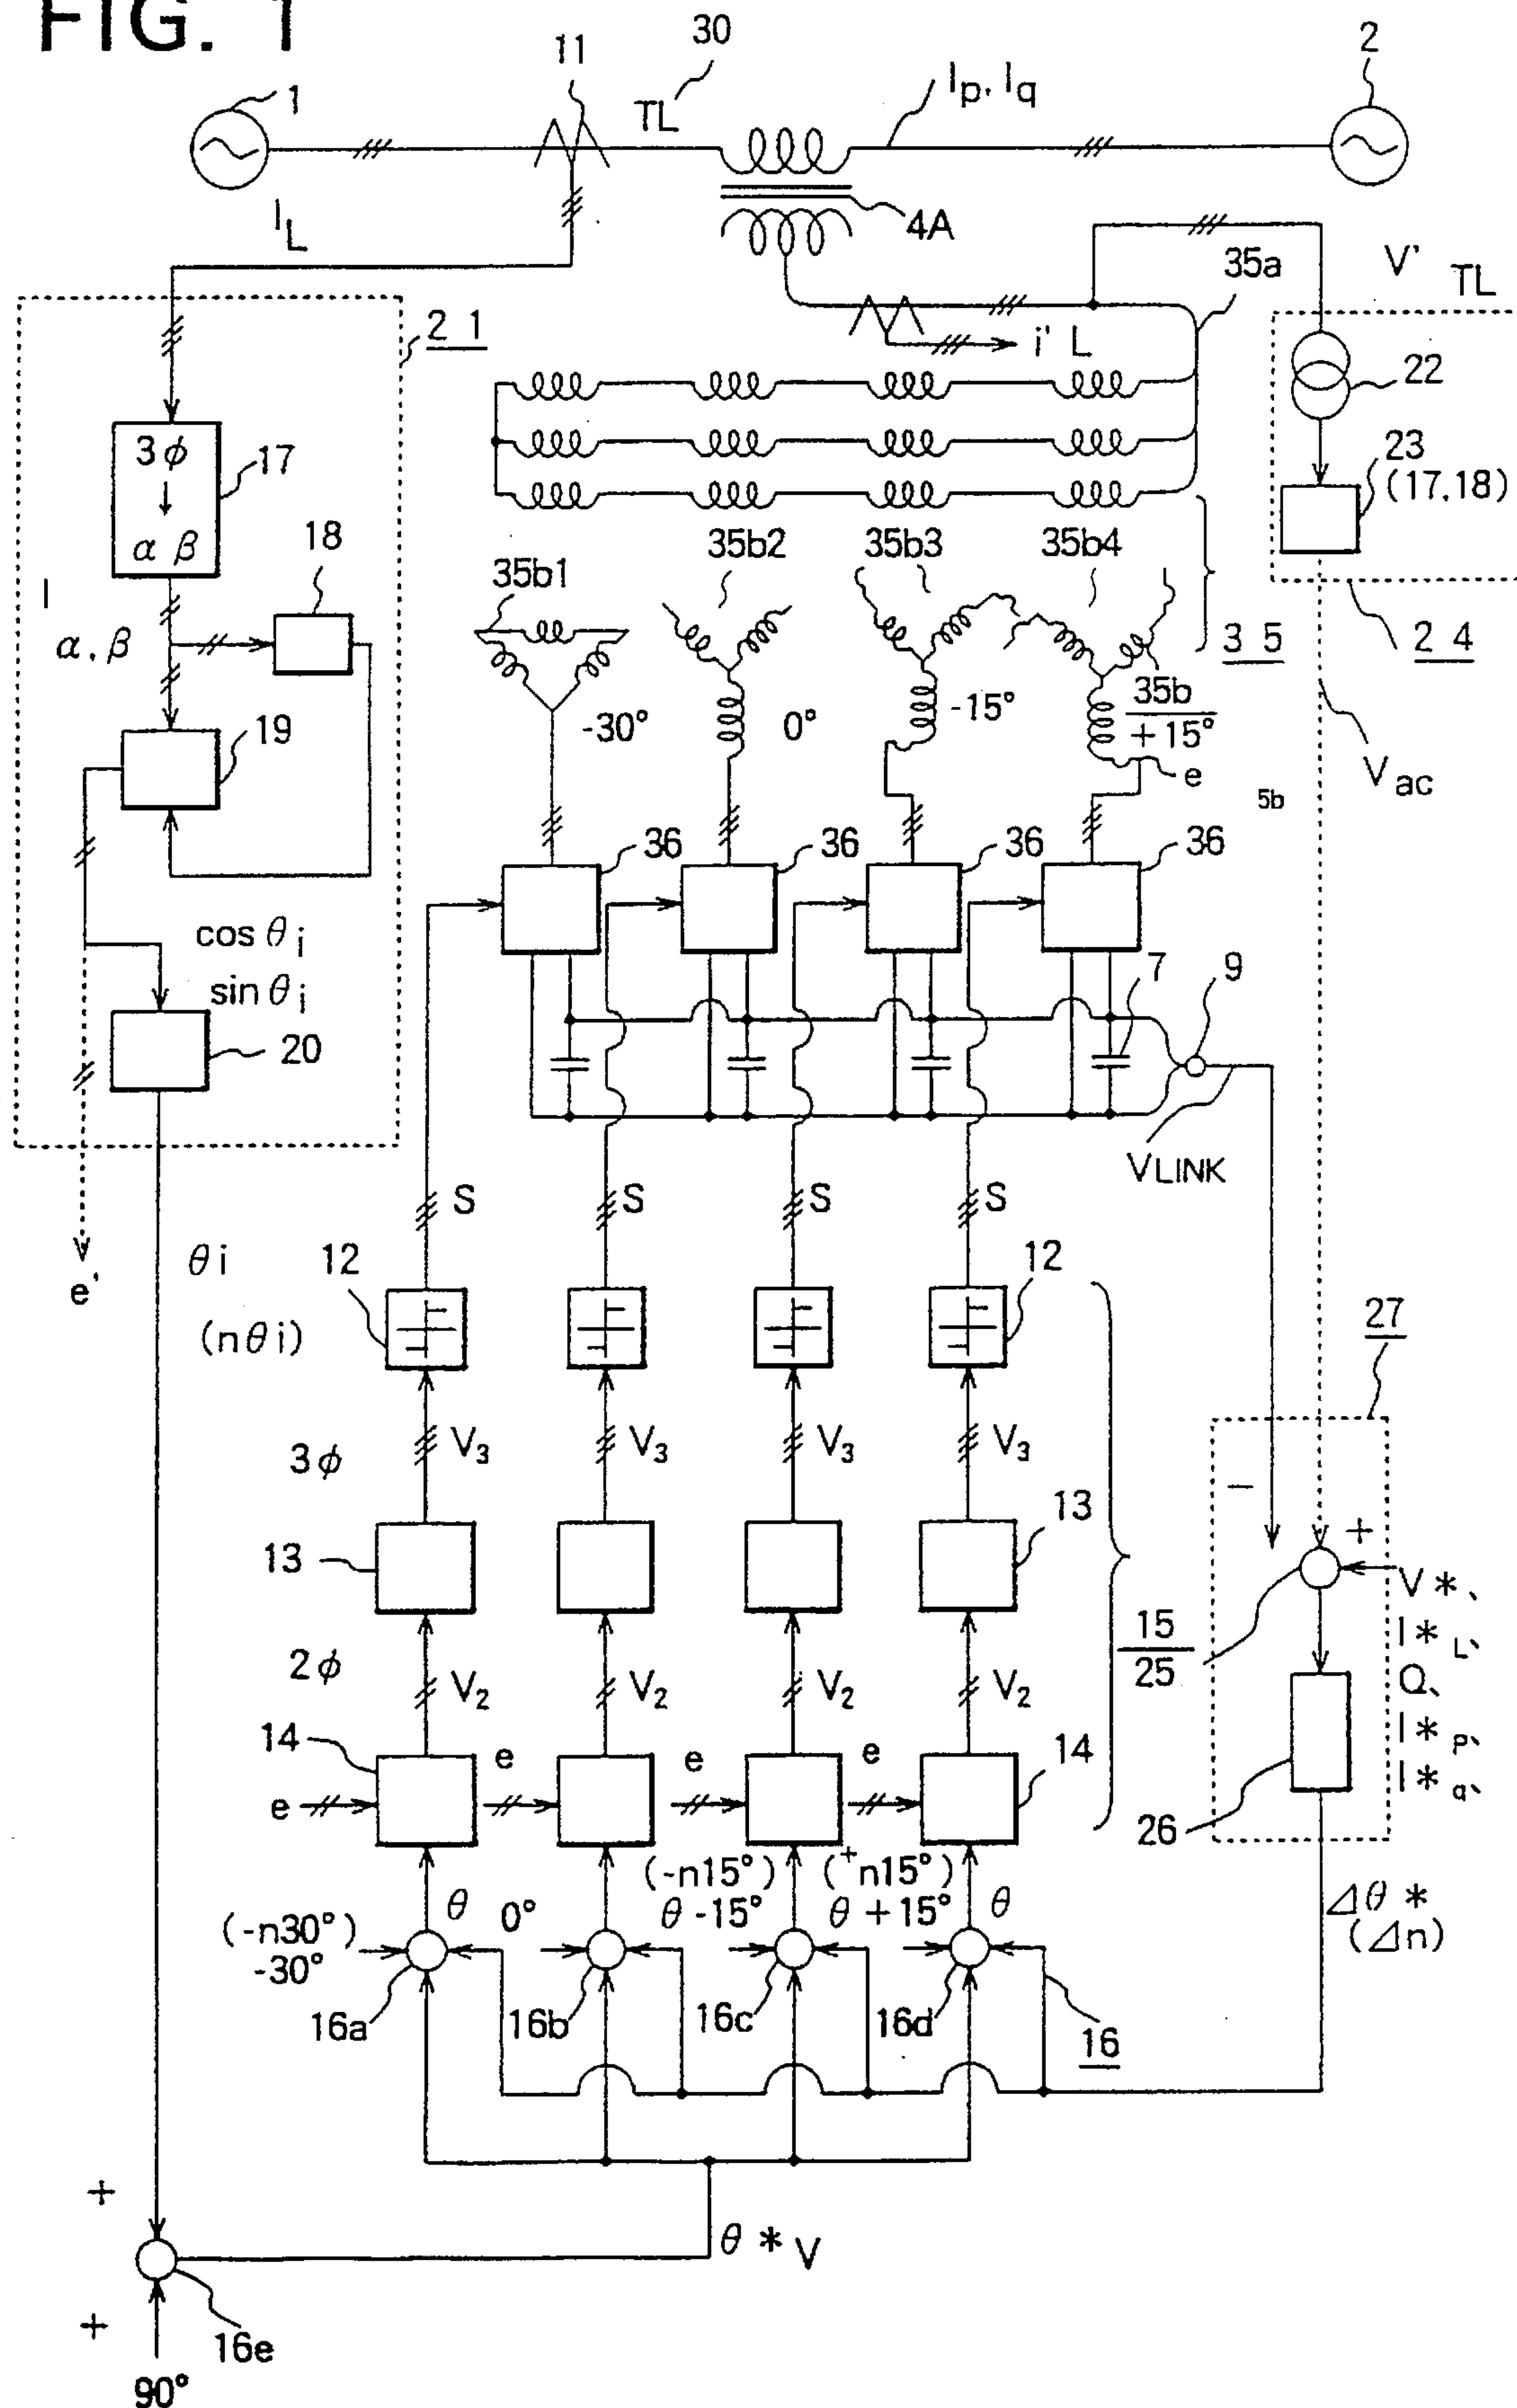 FIG. 1
30
11
2
1
TL
Ip, Iq
IL
4A
V'
TL
35a
2 1
i' L
22
3φ
↓
α β
17
23
(17,18)
18
35b1
35b2
35b3
35b4
I
α, β
3 5
2 4
-30°
0°
-15°
35b
+15°
19
e
Vac
5b
36
36
36
36
cos θi
sin θi
7
9
20
VLINK
S
S
S
S
e'
θi
(nθi)
12
12
27
3φ
V3
V3
V3
V3
−
+
13
13
V*、
I*L、
Q、
I*p、
I*q、
15
25
2φ
V2
V2
V2
V2
14
14
e
e
e
e
26
(-n30°)
-30°
θ
0°
(-n15°)
θ -15°
(+n15°)
θ +15°
θ
Δθ*
(Δn)
16a
16b
16c
16d
16
+
θ*V
+
16e
90°